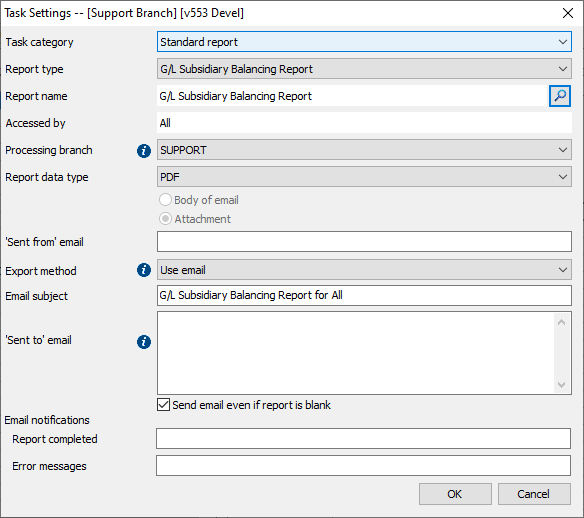 Task Settings -- [Support Branch] [v553 Devel]
Task category Standard report
Report type G/L Subsidiary Balancing Report
Report name G/L Subsidiary Balancing Report
Accessed by All
Processing branch i SUPPORT
Report data type PDF
Body of email
Attachment
'Sent from' email
Export method i Use email
Email subject G/L Subsidiary Balancing Report for All
'Sent to' email i
Send email even if report is blank
Email notifications
Report completed
Error messages
OK Cancel